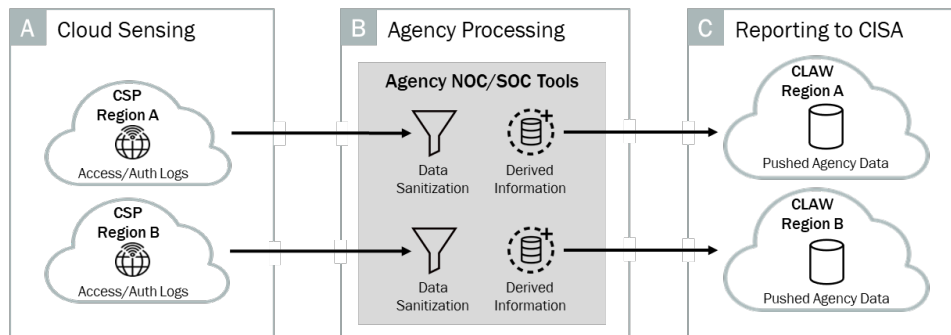 A Cloud Sensing
B Agency Processing
C Reporting to CISA
Agency NOC/SOC Tools
CSP
Region A
Access/Auth Logs
Data
Sanitization
Derived
Information
CLAW
Region A
Pushed Agency Data
CSP
Region B
Access/Auth Logs
Data
Sanitization
Derived
Information
CLAW
Region B
Pushed Agency Data